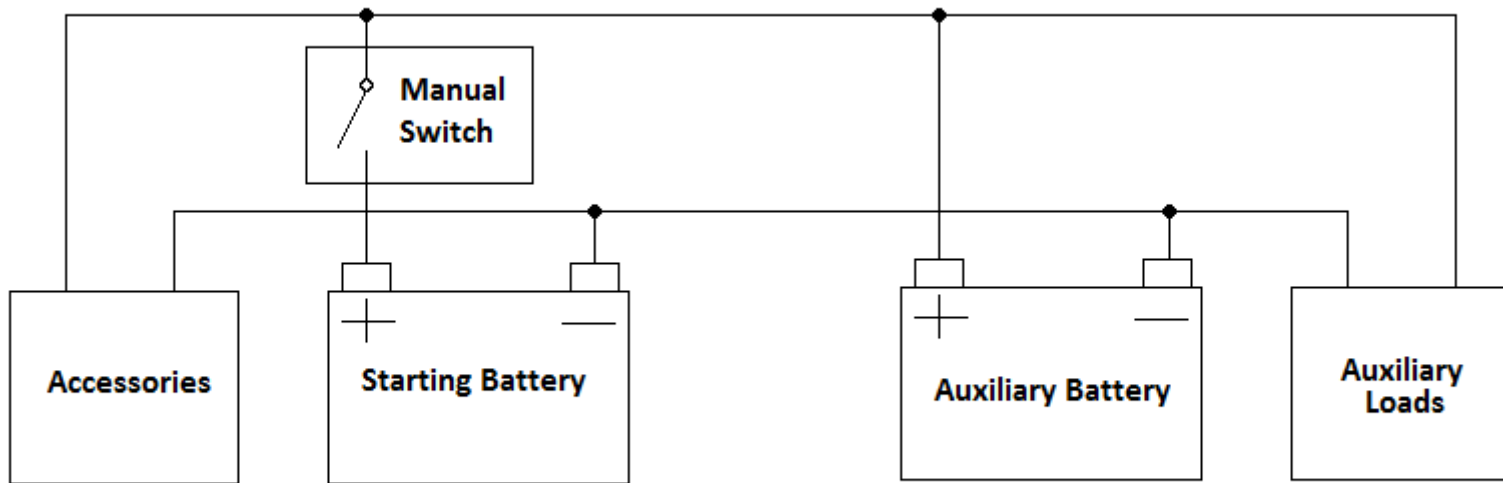 Manual
Switch
Accessories
Starting Battery
Auxiliary Battery
Auxiliary
Loads